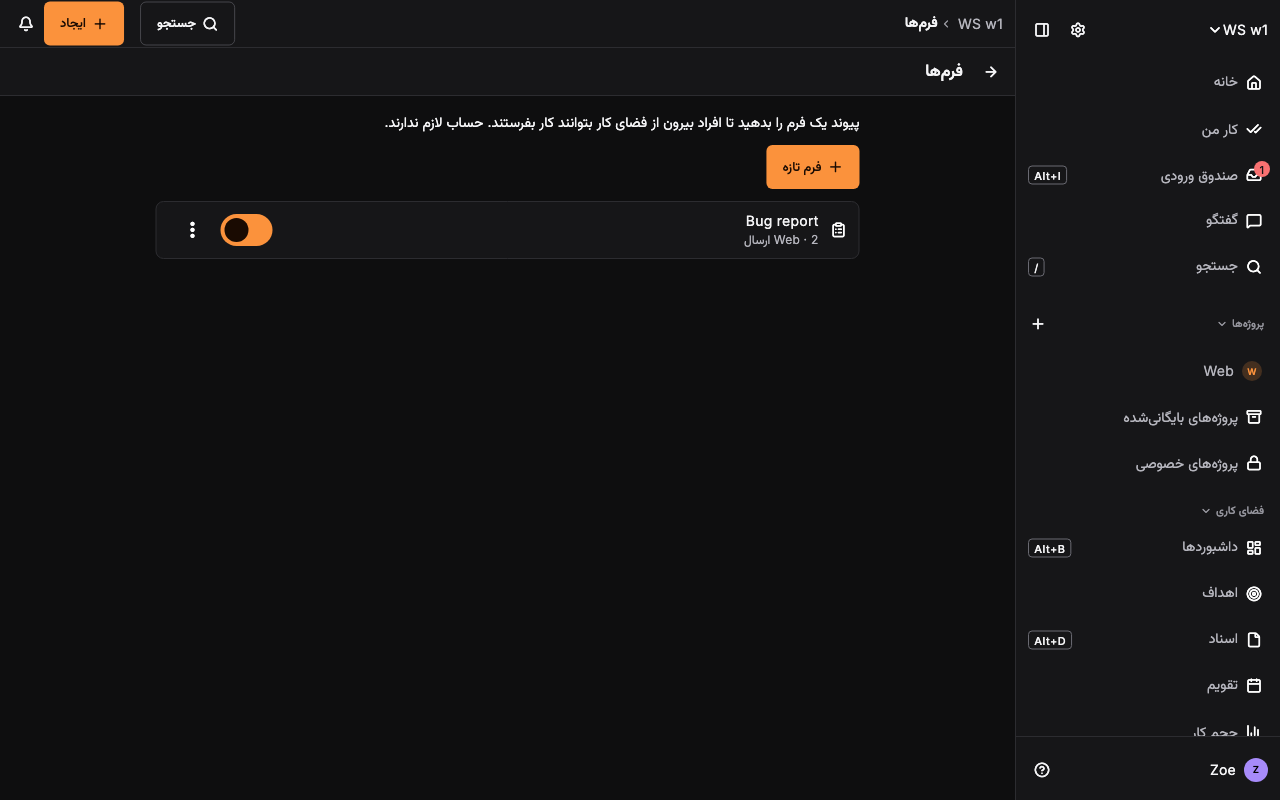 WS w1
خانه
کار من
1
صندوق ورودی
Alt+I
گفتگو
جستجو
/
پروژه‌ها
W
Web
پروژه‌های بایگانی‌شده
پروژه‌های خصوصی
فضای کاری
داشبوردها
Alt+B
اهداف
اسناد
Alt+D
تقویم
حجم کار
Z
Zoe
WS w1 › فرم‌ها
جستجو
ایجاد
فرم‌ها
پیوند یک فرم را بدهید تا افراد بیرون از فضای کار بتوانند کار بفرستند. حساب لازم ندارند.
فرم تازه
Bug report
Web · 2 ارسال